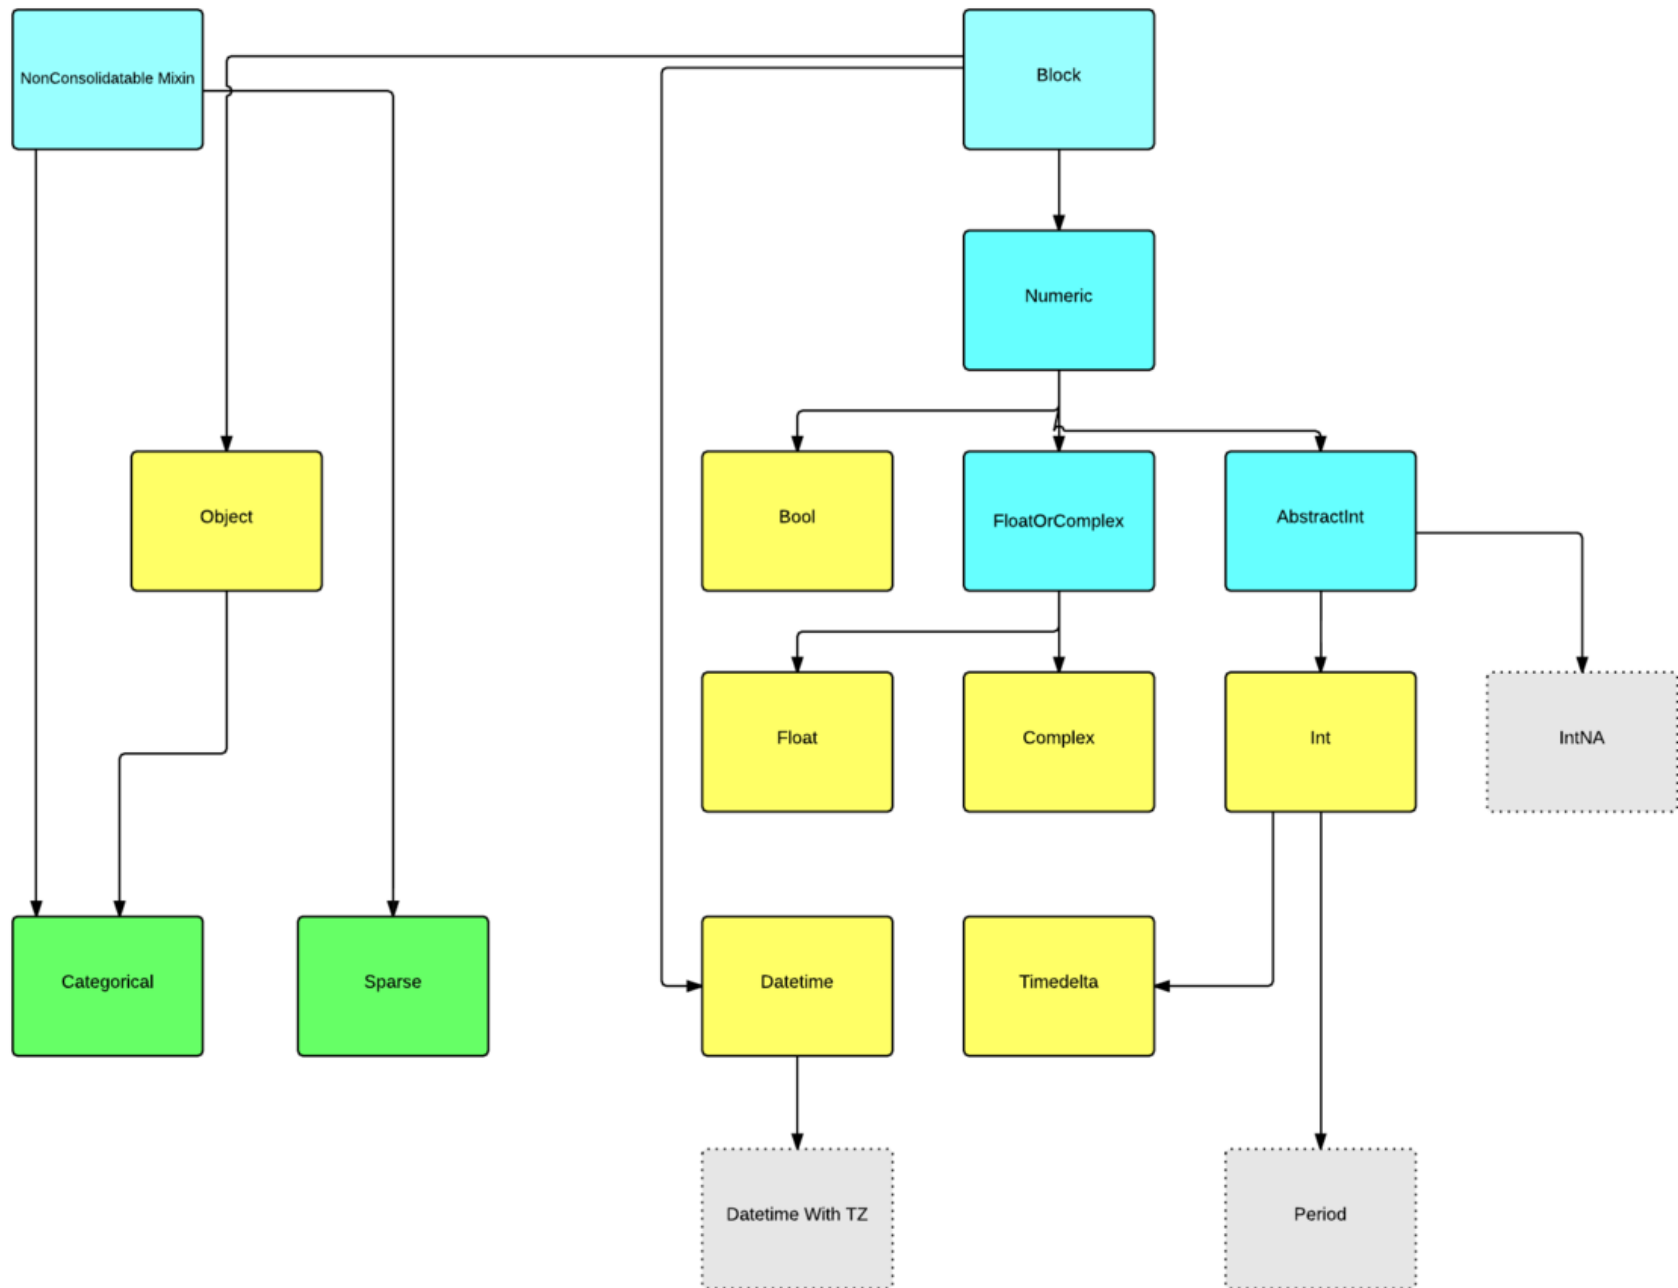 NonConsolidatable Mixin
Block
Numeric
Object
Bool
FloatOrComplex
AbstractInt
Float
Complex
Int
IntNA
Categorical
Sparse
Datetime
Timedelta
Datetime With TZ
Period